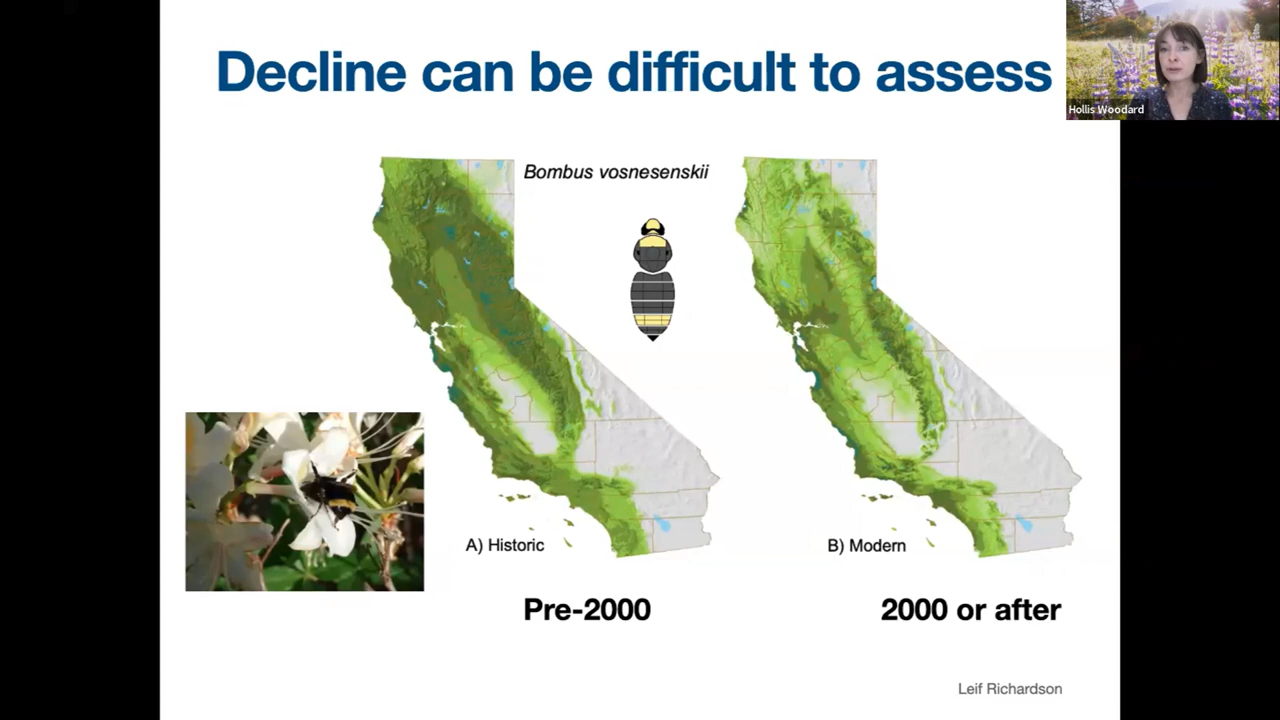 Decline can be difficult to assess
Hollis Woodard
Bombus vosnesenskii
A) Historic
B) Modern
Pre-2000
2000 or after
Leif Richardson